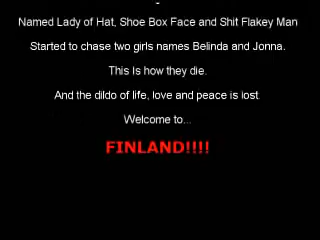 Named Lady of Hat, Shoe Box Face and Shit Flakey Man
Started to chase two girls names Belinda and Jonna.
This Is how they die.
And the dildo of life, love and peace is lost
Welcome to...
FINLAND!!!!